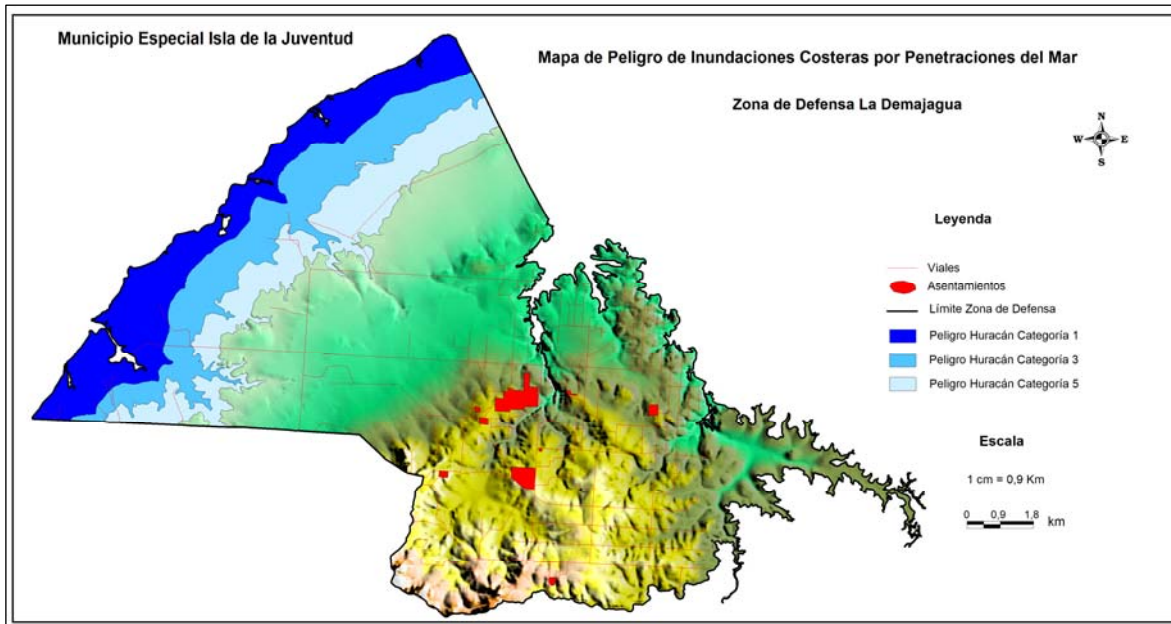 Municipio Especial Isla de la Juventud
Mapa de Peligro de Inundaciones Costeras por Penetraciones del Mar
Zona de Defensa La Demajagua
N
W E
S
Leyenda
Viales
Asentamientos
Límite Zona de Defensa
Peligro Huracán Categoría 1
Peligro Huracán Categoría 3
Peligro Huracán Categoría 5
Escala
1 cm = 0,9 Km
0 0,9 1,8
km